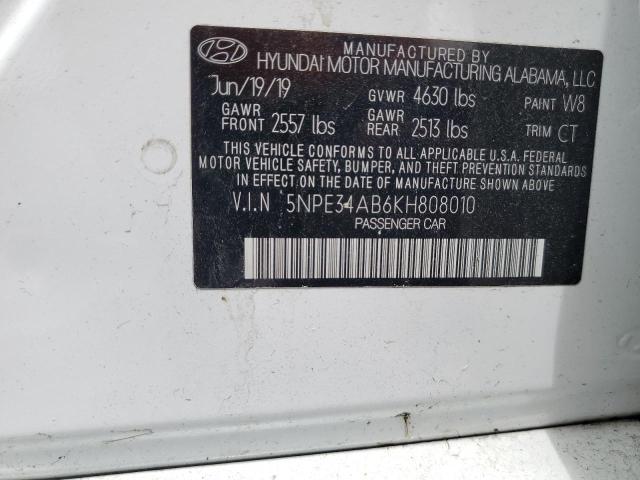 MANUFACTURED BY
HYUNDAI MOTOR MANUFACTURING ALABAMA, LLC
Jun/19/19 GVWR 4630 lbs PAINT W8
GAWR FRONT 2557 lbs GAWR REAR 2513 lbs TRIM CT
THIS VEHICLE CONFORMS TO ALL APPLICABLE U.S.A. FEDERAL
MOTOR VEHICLE SAFETY, BUMPER, AND THEFT PREVENTION STANDARDS
IN EFFECT ON THE DATE OF MANUFACTURE SHOWN ABOVE.
V.I.N 5NPE34AB6KH808010
PASSENGER CAR